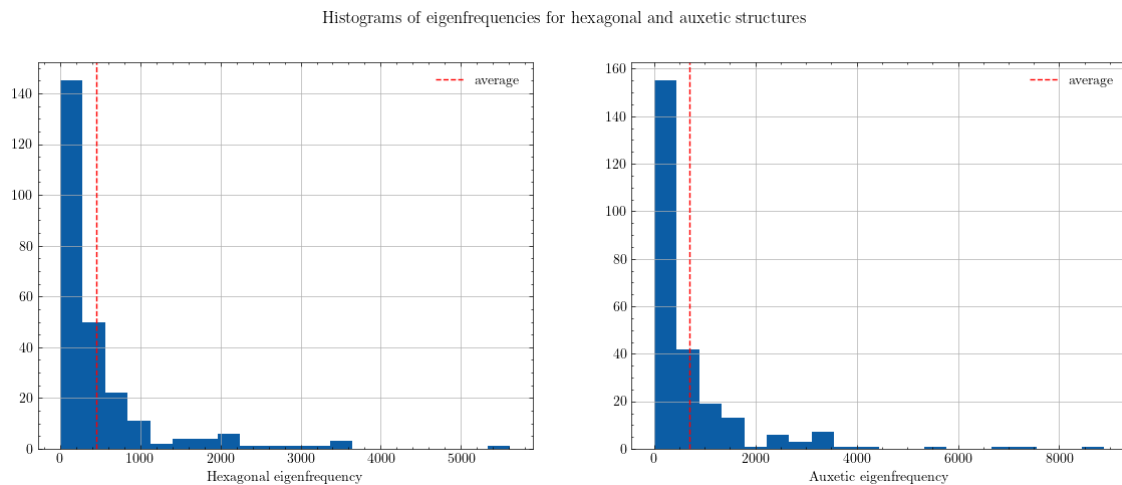 Histograms of eigenfrequencies for hexagonal and auxetic structures
average
140
120
100
80
60
40
20
0
0 1000 2000 3000 4000 5000
Hexagonal eigenfrequency
average
160
140
120
100
80
60
40
20
0
0 2000 4000 6000 8000
Auxetic eigenfrequency